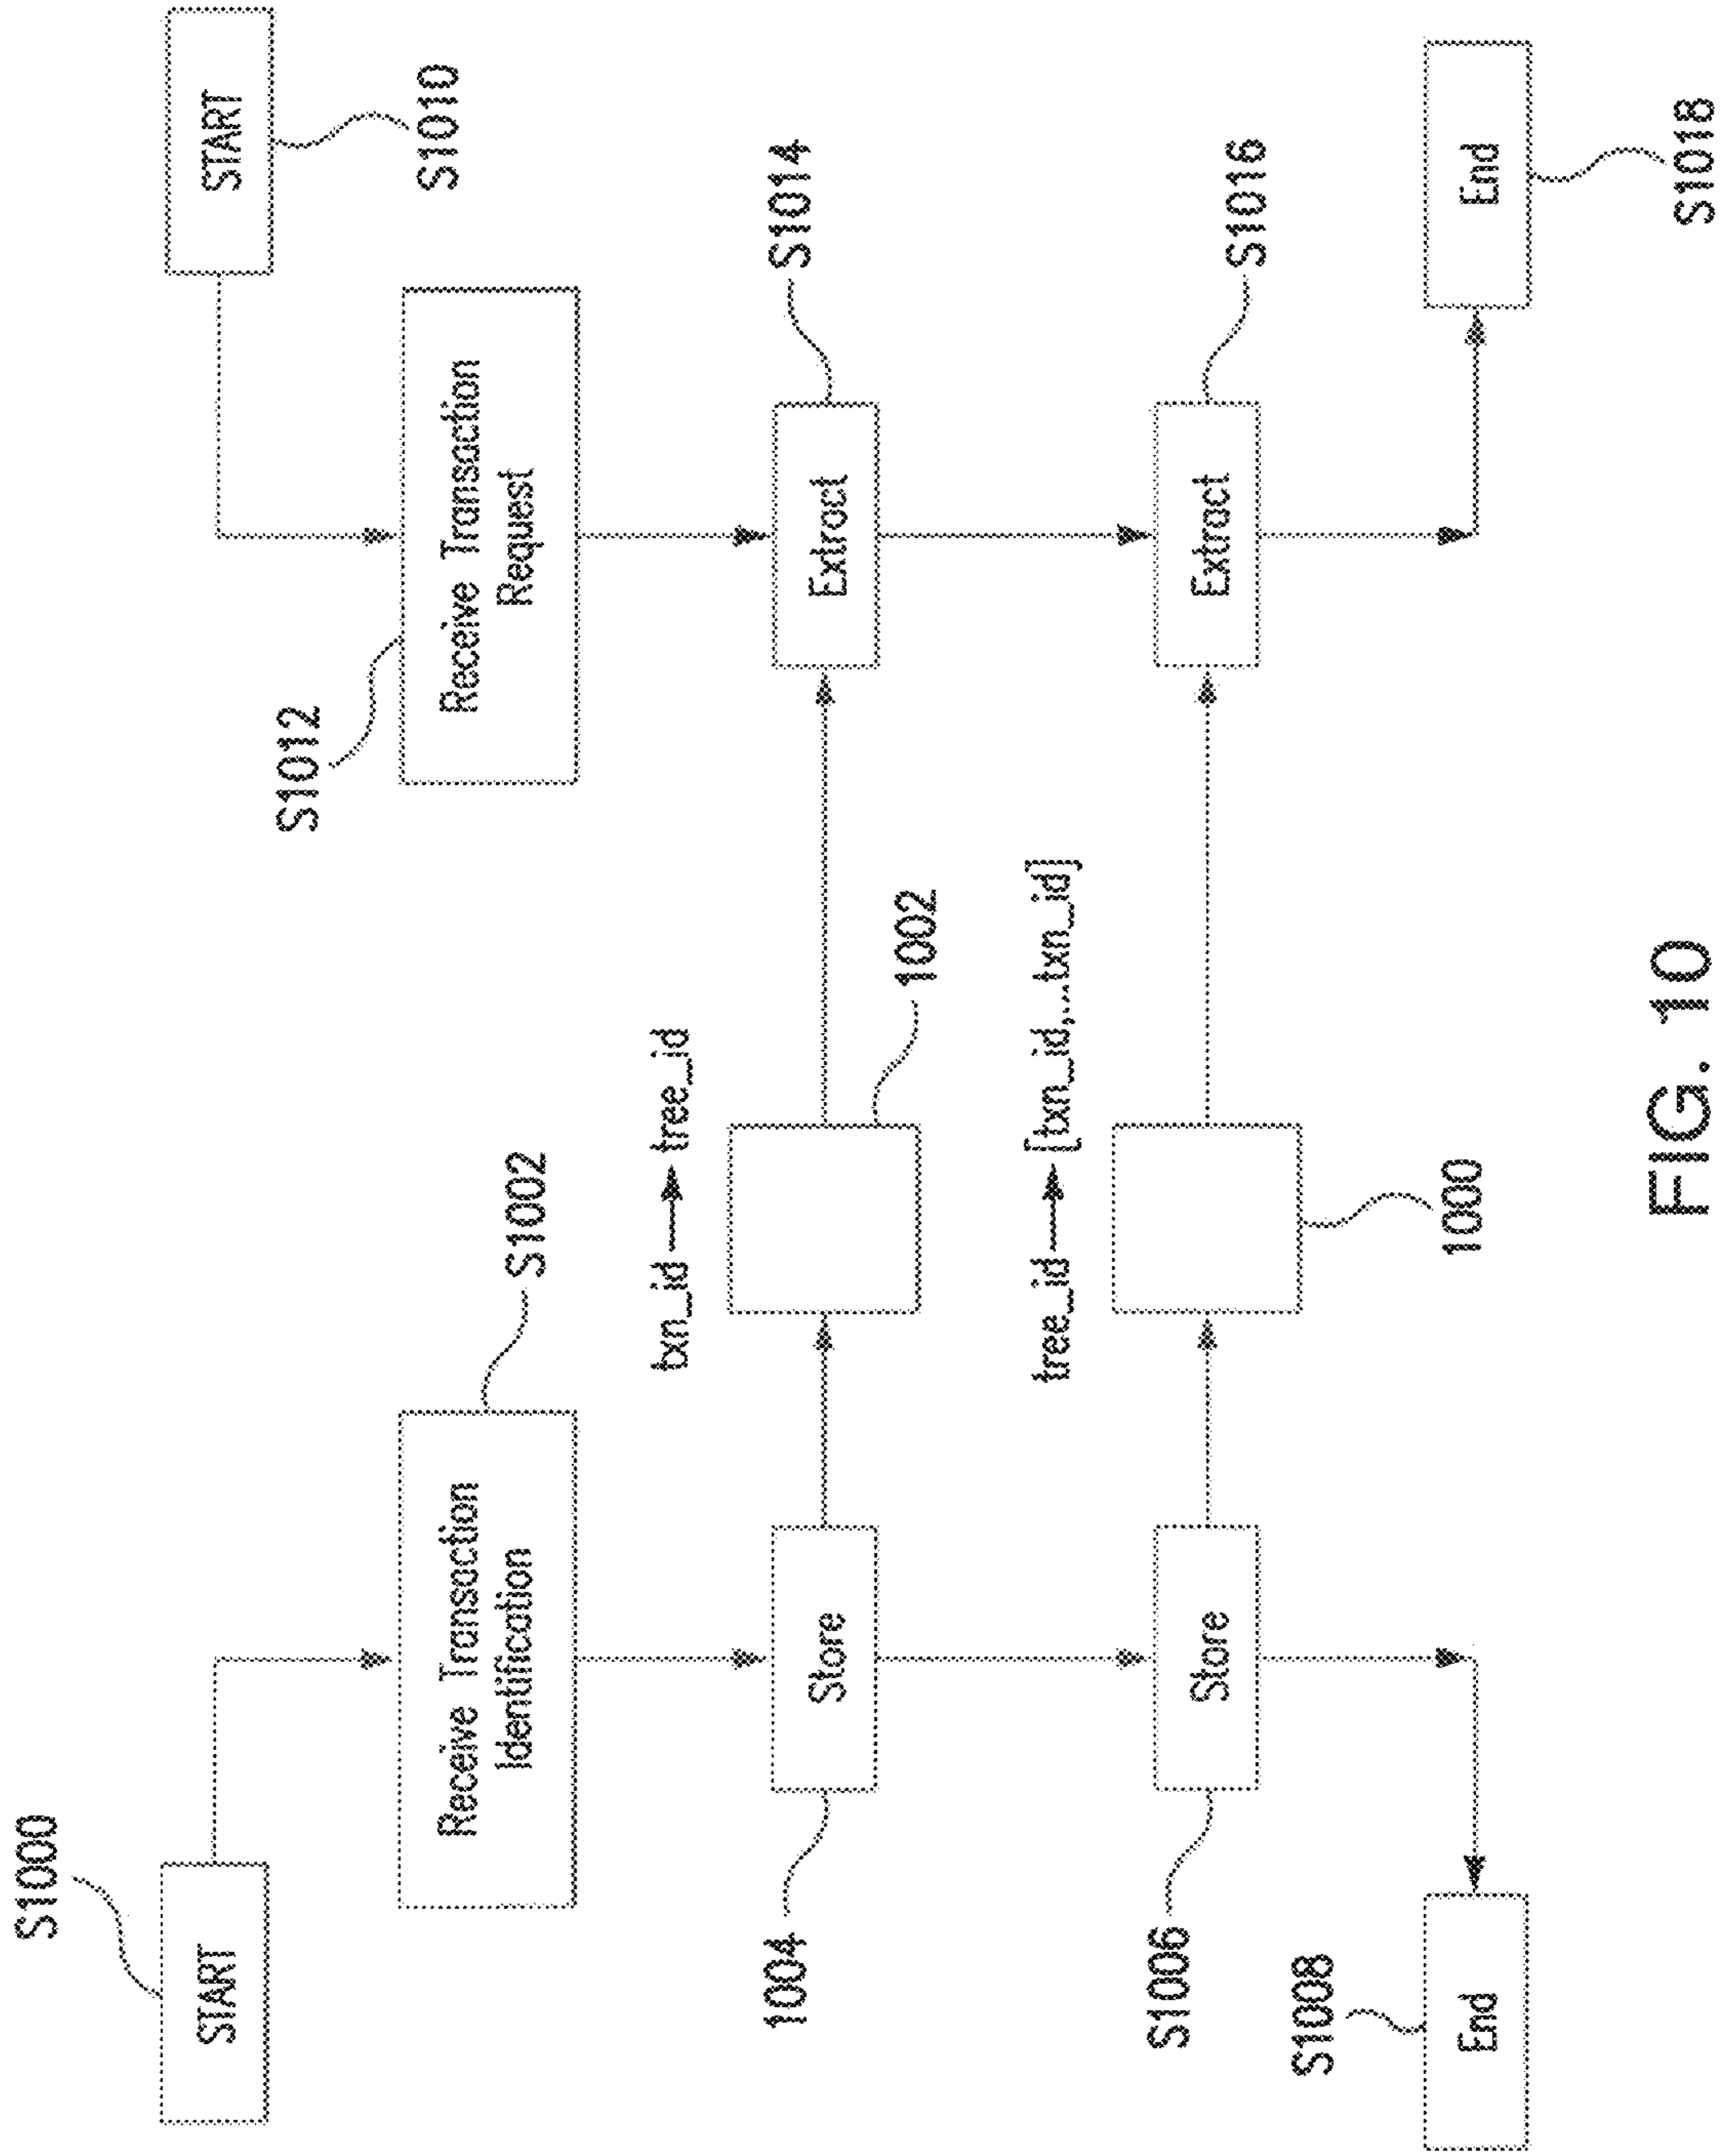 S1000
START
START
S1010
Receive Transaction
Identification
S1002
S1012
Receive Transaction
Request
txn_id → tree_id
1004
Store
1002
Extract
S1014
tree_id → [txn_id,...txn_id]
S1006
Store
1000
Extract
S1016
S1008
End
End
S1018
FIG. 10